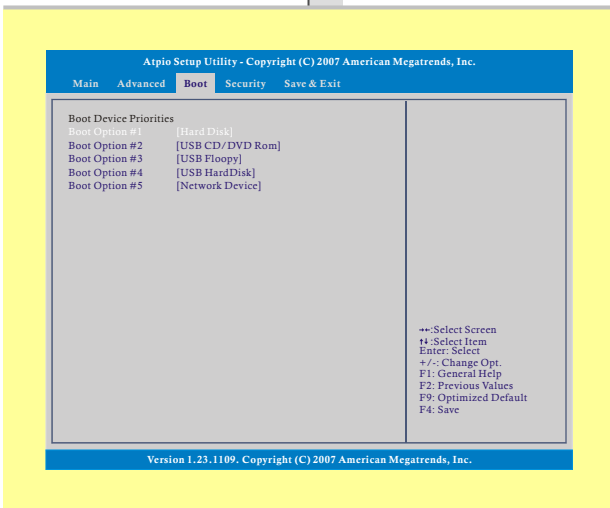 Atpio Setup Utility - Copyright (C) 2007 American Megatrends, Inc.
Main Advanced Boot Security Save & Exit
Boot Device Priorities
Boot Option #1 [Hard Disk]
Boot Option #2 [USB CD/DVD Rom]
Boot Option #3 [USB Floopy]
Boot Option #4 [USB HardDisk]
Boot Option #5 [Network Device]
→←:Select Screen
↑↓:Select Item
Enter: Select
+/-: Change Opt.
F1: General Help
F2: Previous Values
F9: Optimized Default
F4: Save
Version 1.23.1109. Copyright (C) 2007 American Megatrends, Inc.